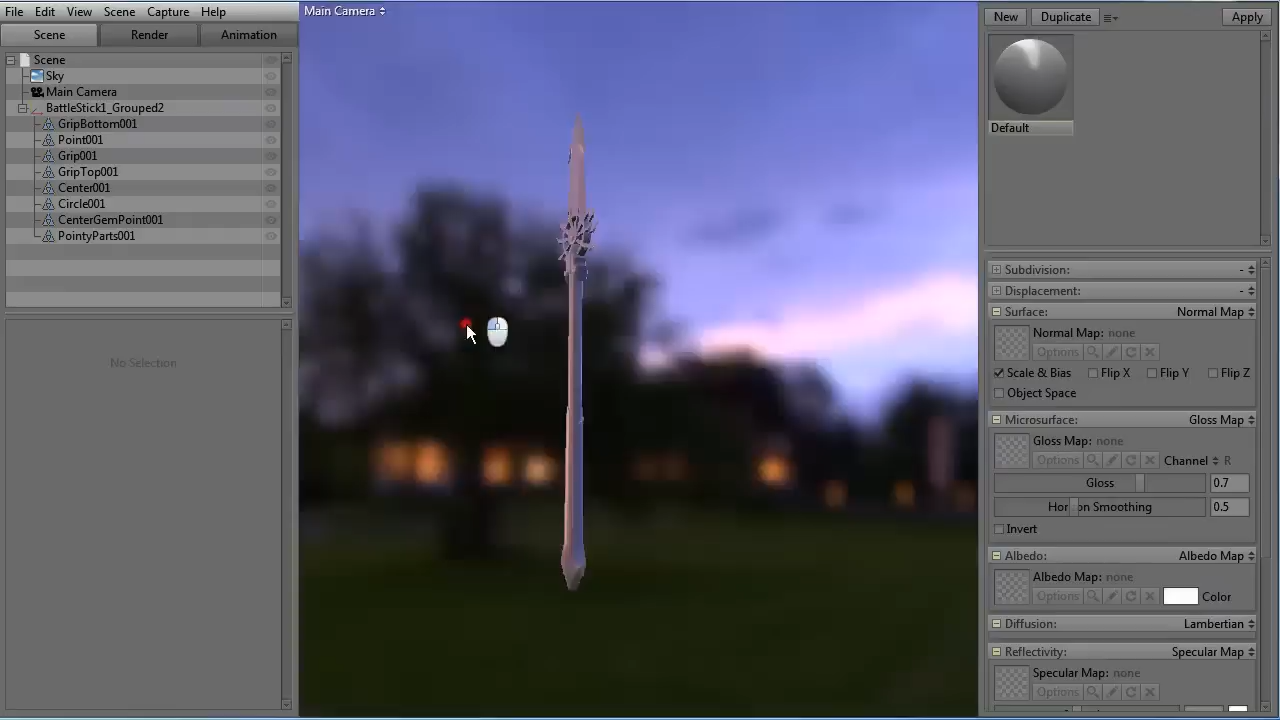 File Edit View Scene Capture Help
Scene Render Animation
Scene
Sky
Main Camera
BattleStick1_Grouped2
GripBottom001
Point001
Grip001
GripTop001
Center001
Circle001
CenterGemPoint001
PointyParts001
No Selection
Main Camera
New Duplicate Apply
Default
Subdivision: -
Displacement: -
Surface: Normal Map
Normal Map: none
Options
Scale & Bias Flip X Flip Y Flip Z
Object Space
Microsurface: Gloss Map
Gloss Map: none
Options Channel R
Gloss 0.7
Smoothing 0.5
Invert
Albedo: Albedo Map
Albedo Map: none
Options Color
Diffusion: Lambertian
Reflectivity: Specular Map
Specular Map: none
Options